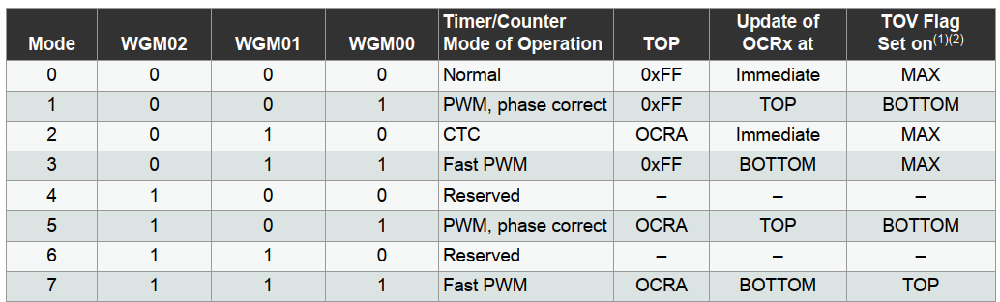 Mode WGM02 WGM01 WGM00 Timer/Counter Mode of Operation TOP Update of OCRx at TOV Flag Set on(1)(2)
0 0 0 0 Normal 0xFF Immediate MAX
1 0 0 1 PWM, phase correct 0xFF TOP BOTTOM
2 0 1 0 CTC OCRA Immediate MAX
3 0 1 1 Fast PWM 0xFF BOTTOM MAX
4 1 0 0 Reserved – – –
5 1 0 1 PWM, phase correct OCRA TOP BOTTOM
6 1 1 0 Reserved – – –
7 1 1 1 Fast PWM OCRA BOTTOM TOP